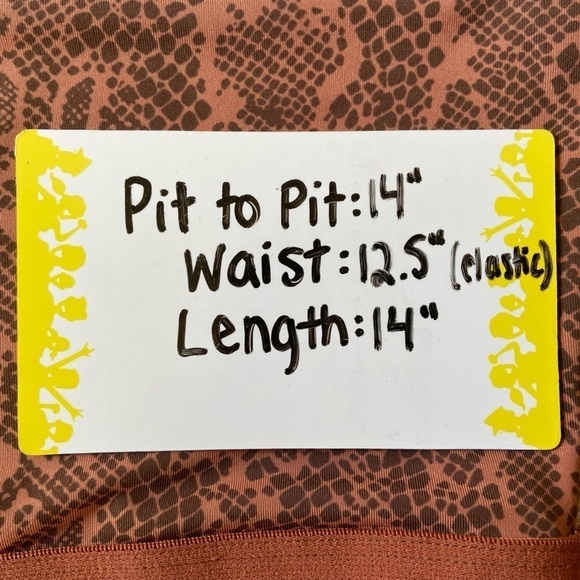 Pit to Pit: 14"
Waist: 12.5" (elastic)
Length: 14"